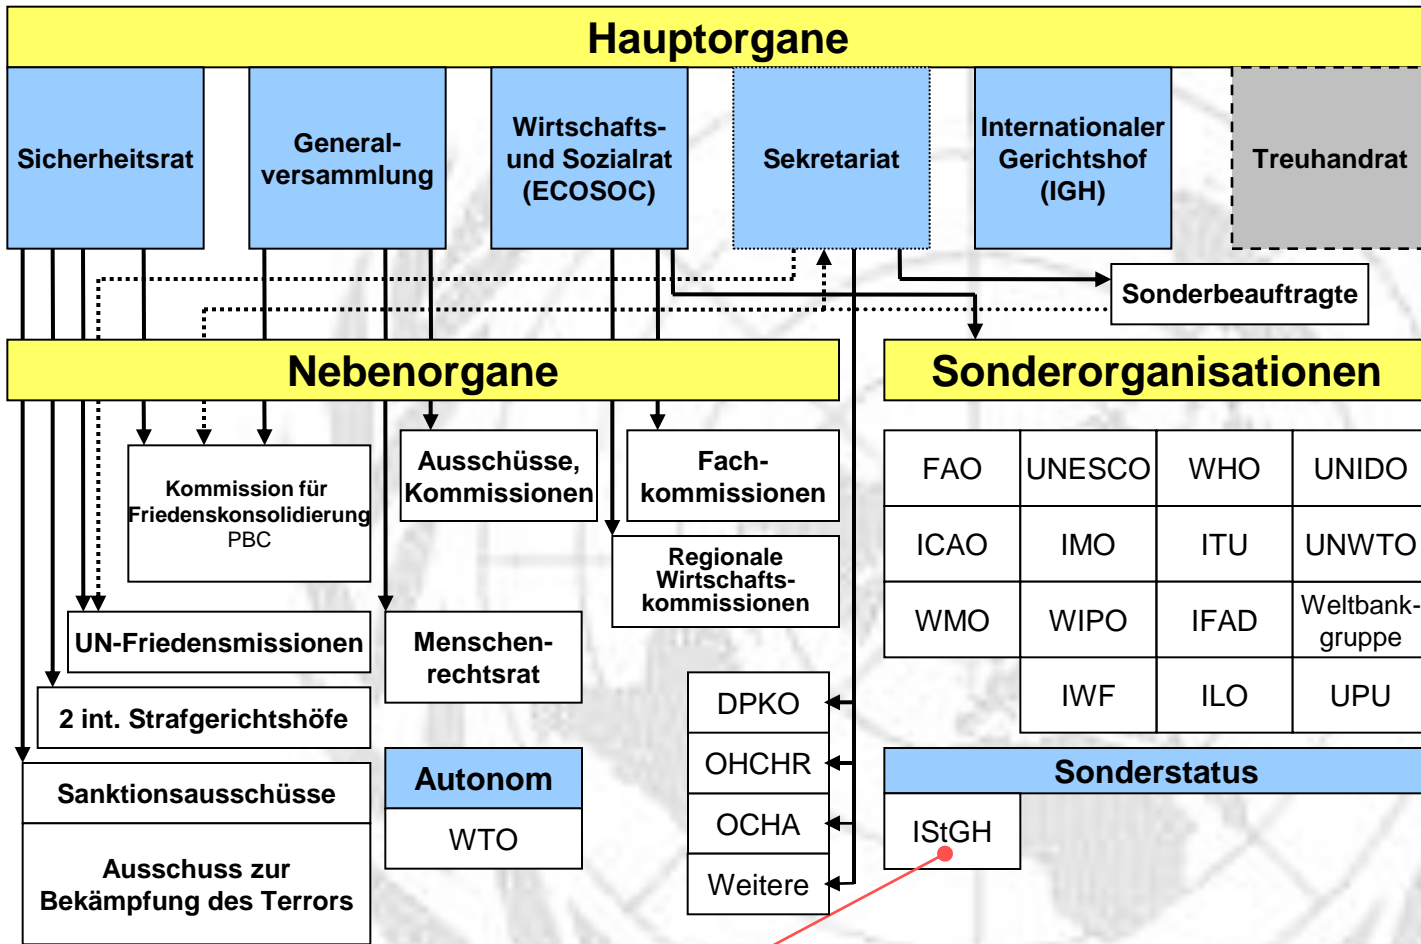 Hauptorgane
Sicherheitsrat
General-
versammlung
Wirtschafts-
und Sozialrat
(ECOSOC)
Sekretariat
Internationaler
Gerichtshof
(IGH)
Treuhandrat
Sonderbeauftragte
Nebenorgane
Sonderorganisationen
Kommission für
Friedenskonsolidierung
PBC
Ausschüsse,
Kommissionen
Fach-
kommissionen
Regionale
Wirtschafts-
kommissionen
UN-Friedensmissionen
Menschen-
rechtsrat
2 int. Strafgerichtshöfe
Sanktionsausschüsse
Ausschuss zur
Bekämpfung des Terrors
Autonom
WTO
DPKO
OHCHR
OCHA
Weitere
FAO UNESCO WHO UNIDO
ICAO IMO ITU UNWTO
WMO WIPO IFAD Weltbank-
gruppe
IWF ILO UPU
Sonderstatus
IStGH